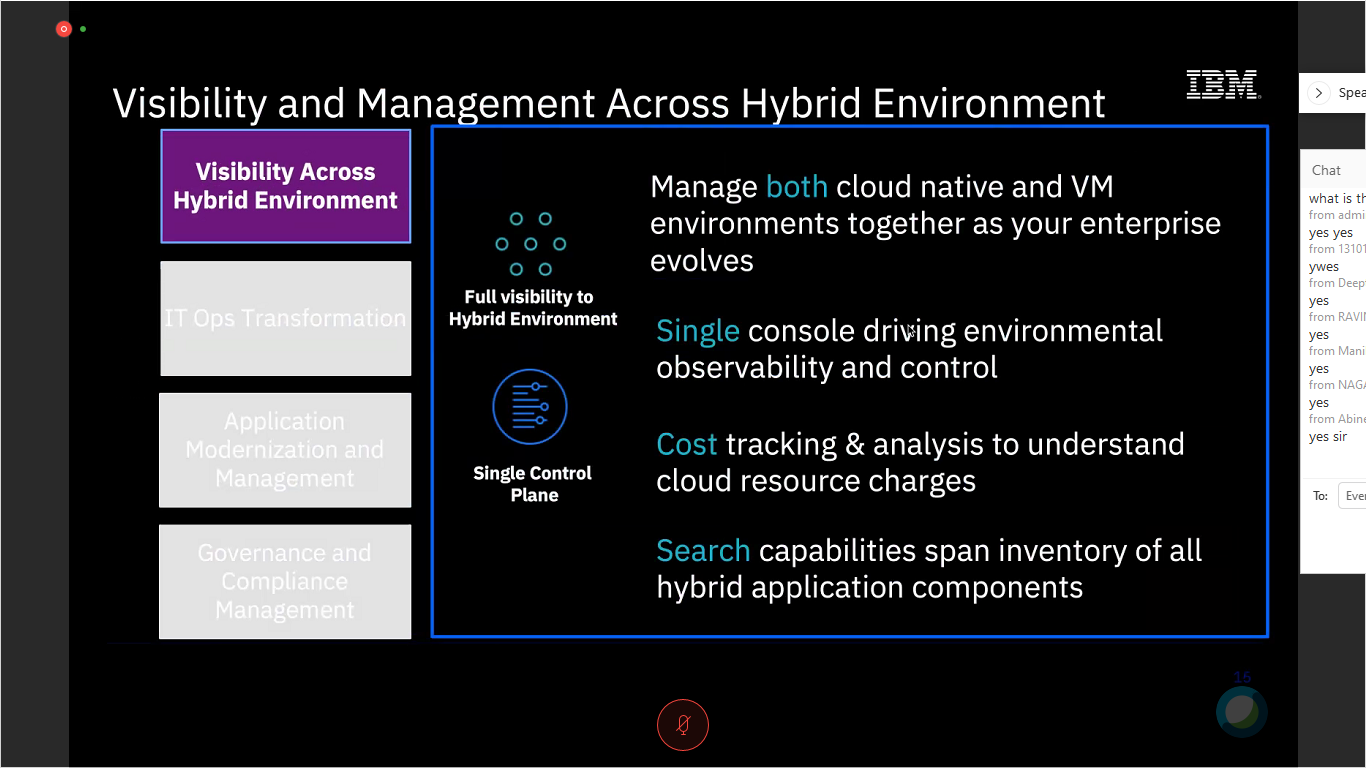 Visibility and Management Across Hybrid Environment
IBM
Visibility Across
Hybrid Environment
IT Ops Transformation
Application
Modernization and
Management
Governance and
Compliance
Management
Full visibility to
Hybrid Environment
Single Control
Plane
Manage both cloud native and VM
environments together as your enterprise
evolves
Single console driving environmental
observability and control
Cost tracking & analysis to understand
cloud resource charges
Search capabilities span inventory of all
hybrid application components
15
Spea
Chat
what is th
from admi
yes yes
from 13101
ywes
from Deep
yes
from RAVIN
yes
from Mani
yes
from NAGA
yes
from Abine
yes sir
To:
Ever